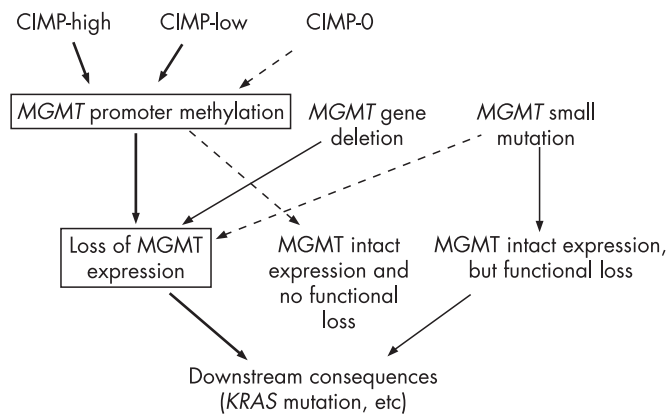 CIMP-high
CIMP-low
CIMP-0
MGMT promoter methylation
MGMT gene
deletion
MGMT small
mutation
Loss of MGMT
expression
MGMT intact
expression and
no functional
loss
MGMT intact expression,
but functional loss
Downstream consequences
(KRAS mutation, etc)